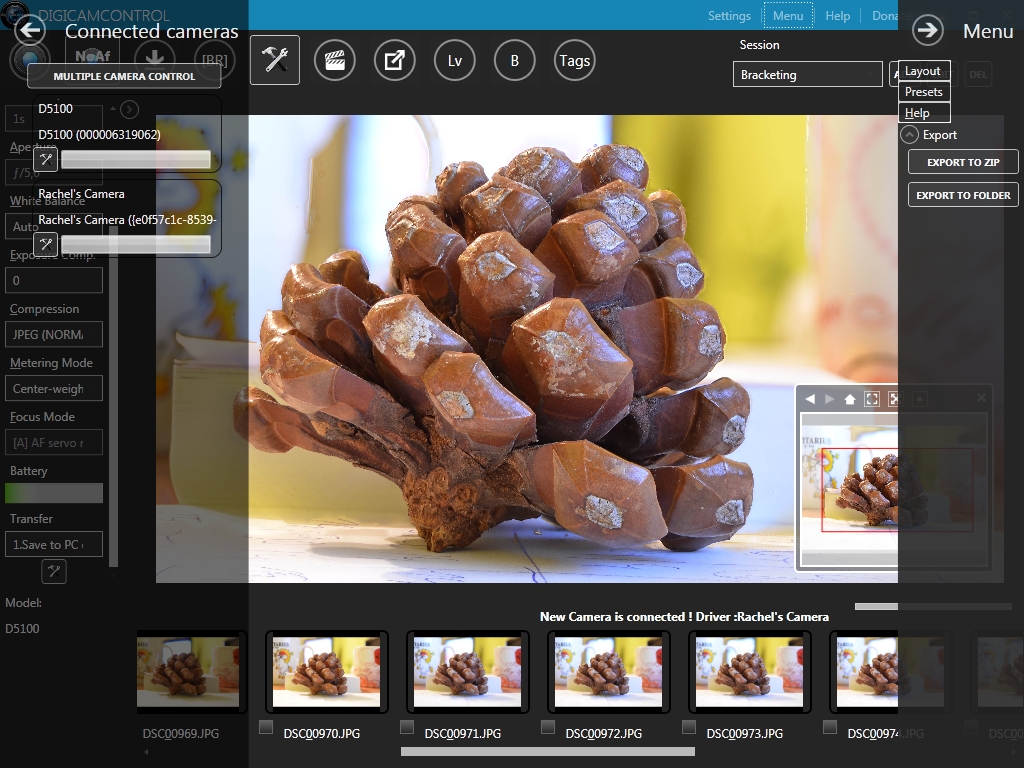 DIGICAMCONTROL
Settings
Menu
Help
Dona
Connected cameras
Menu
NoAF
[BR]
Lv
B
Tags
Session
Bracketing
DEL
MULTIPLE CAMERA CONTROL
Layout
Presets
Help
Export
EXPORT TO ZIP
EXPORT TO FOLDER
D5100
D5100 (000006319062)
Rachel's Camera
Rachel's Camera ({e0f57c1c-8539-
1s
Aperture
ƒ/5,6
White Balance
Auto
Exposure Comp.
0
Compression
JPEG (NORMA
Metering Mode
Center-weigh
Focus Mode
[A] AF servo r
Battery
Transfer
1.Save to PC
Model:
D5100
New Camera is connected ! Driver :Rachel's Camera
DSC00969.JPG
DSC00970.JPG
DSC00971.JPG
DSC00972.JPG
DSC00973.JPG
DSC00974.JPG
DSC00